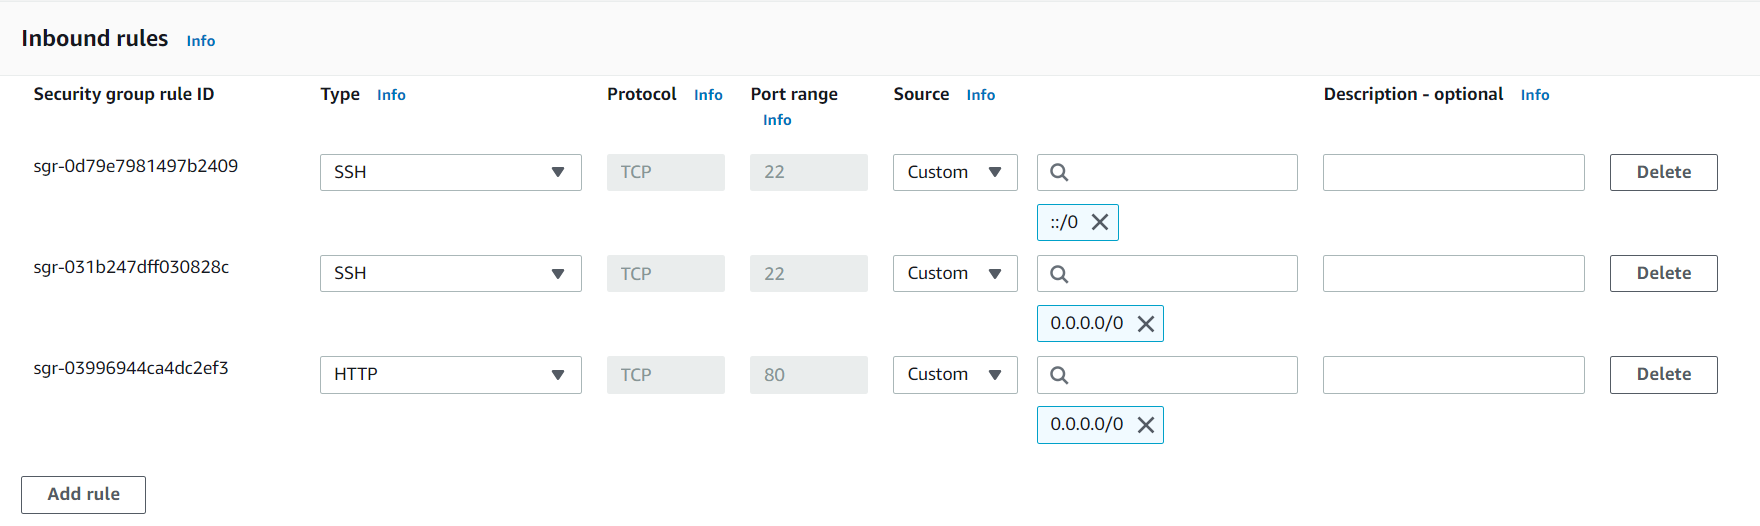 Inbound rules Info
Security group rule ID Type Info Protocol Info Port range Info Source Info Description - optional Info
sgr-0d79e7981497b2409 SSH TCP 22 Custom Delete
::/0
sgr-031b247dff030828c SSH TCP 22 Custom Delete
0.0.0.0/0
sgr-03996944ca4dc2ef3 HTTP TCP 80 Custom Delete
0.0.0.0/0
Add rule